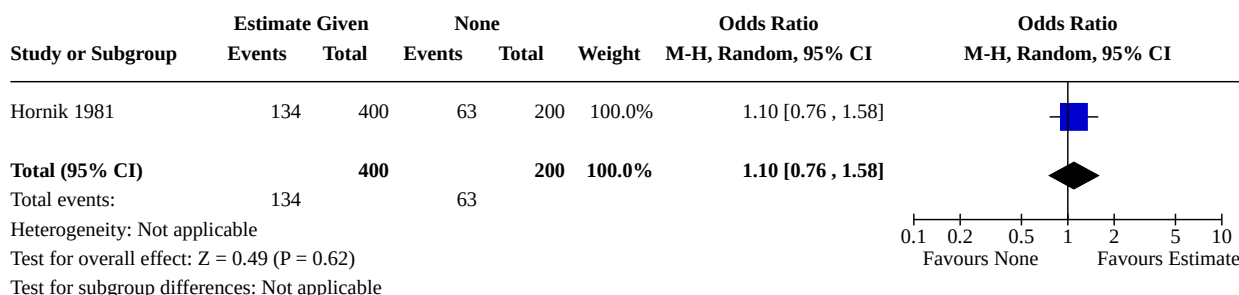 Estimate Given None Odds Ratio Odds Ratio
Study or Subgroup Events Total Events Total Weight M-H, Random, 95% CI M-H, Random, 95% CI
Hornik 1981 134 400 63 200 100.0% 1.10 [0.76 , 1.58]
Total (95% CI) 400 200 100.0% 1.10 [0.76 , 1.58]
Total events: 134 63
Heterogeneity: Not applicable
0.1 0.2 0.5 1 2 5 10
Test for overall effect: Z = 0.49 (P = 0.62)
Favours None Favours Estimate
Test for subgroup differences: Not applicable